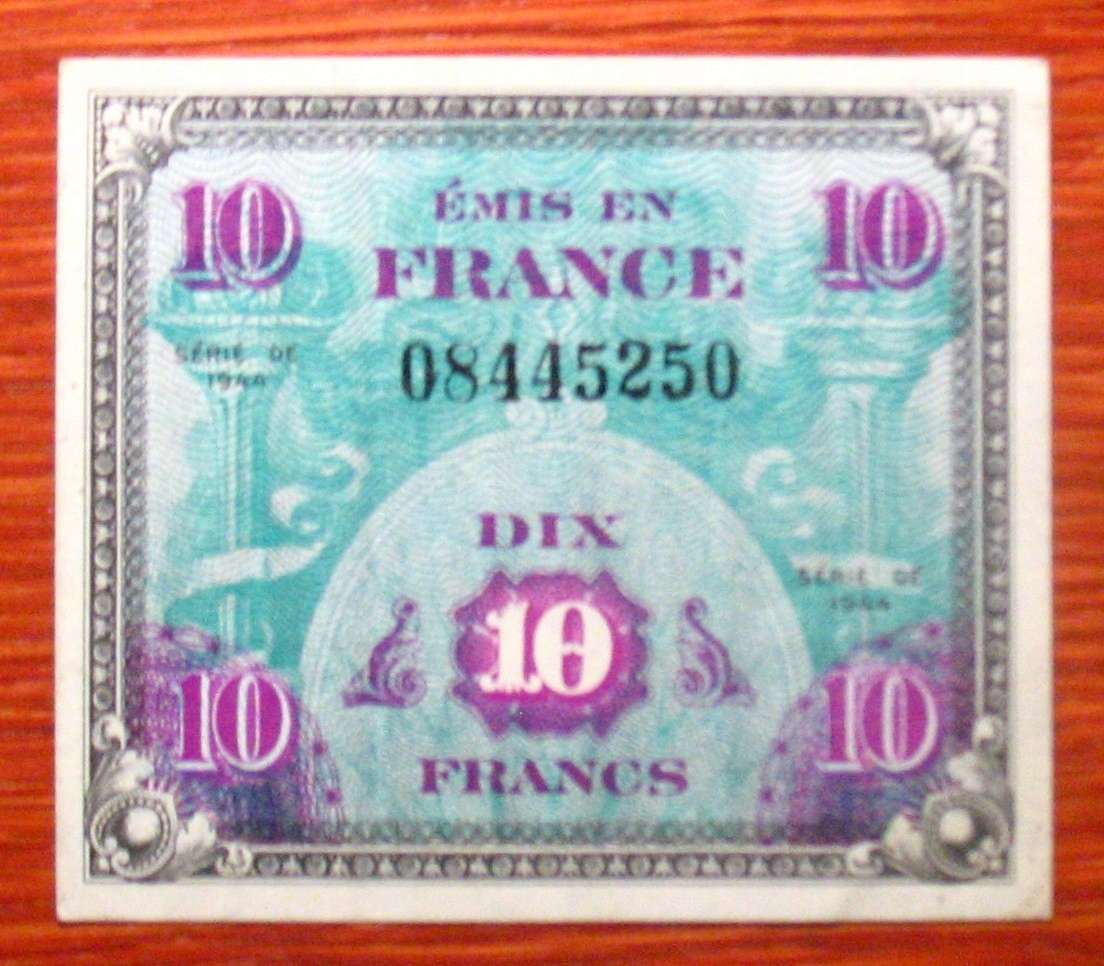 10 ÉMIS EN 10
FRANCE
SÉRIE DE
1944
08445250
DIX
SÉRIE DE
1944
10
10 10
FRANCS